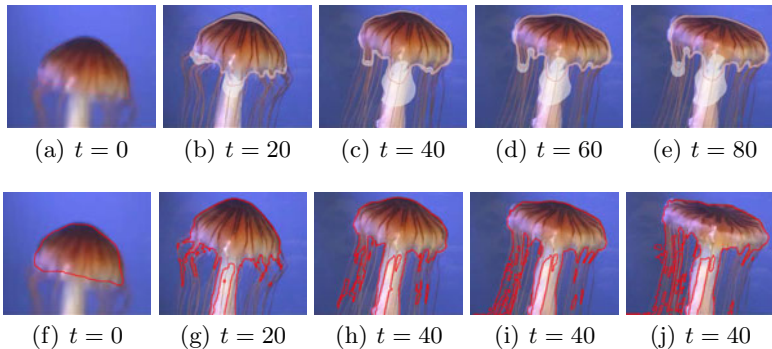 (a) t = 0 (b) t = 20 (c) t = 40 (d) t = 60 (e) t = 80
(f) t = 0 (g) t = 20 (h) t = 40 (i) t = 40 (j) t = 40